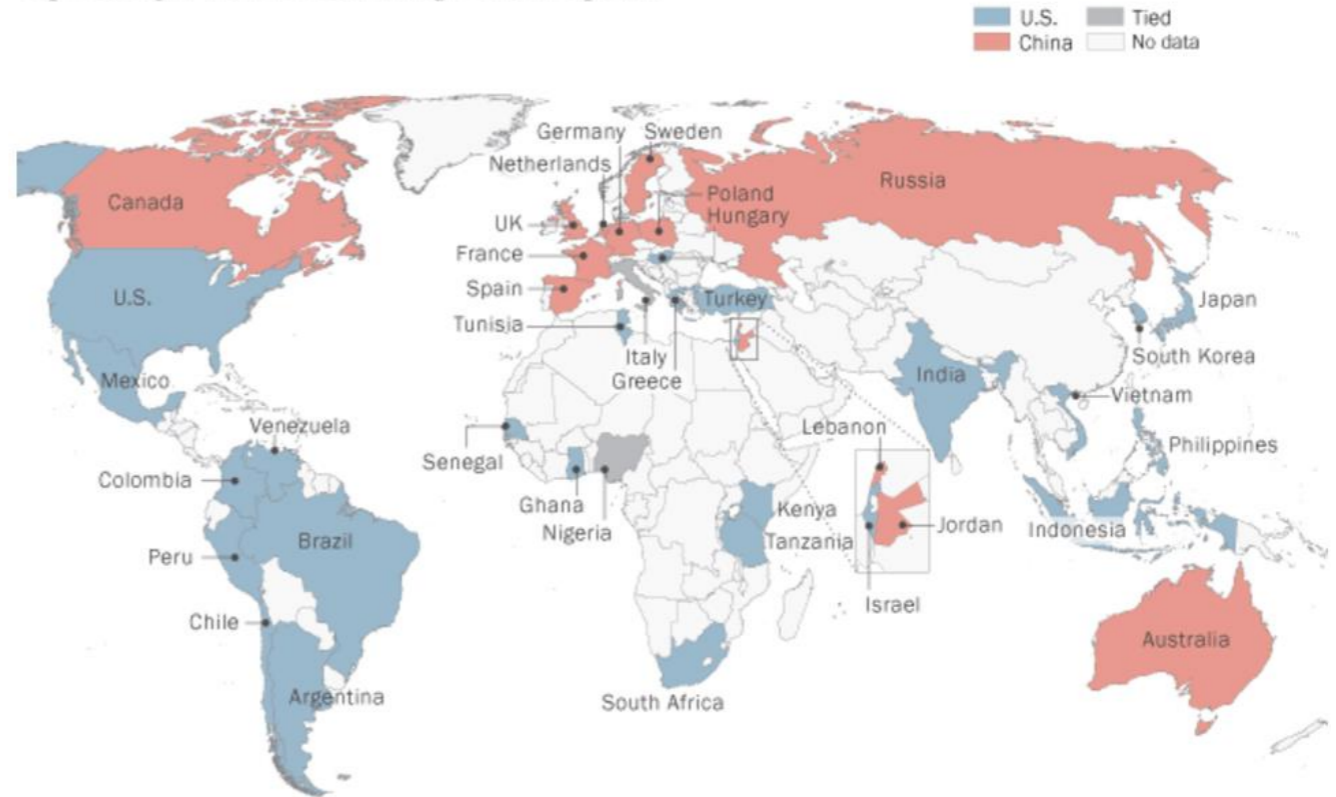 U.S.
China
Tied
No data
Germany
Sweden
Netherlands
Poland
Hungary
UK
France
Spain
Tunisia
Italy
Greece
Turkey
Russia
Canada
U.S.
Mexico
Venezuela
Colombia
Peru
Brazil
Chile
Argentina
Senegal
Ghana
Nigeria
Kenya
Tanzania
South Africa
Lebanon
Jordan
Israel
India
Japan
South Korea
Vietnam
Philippines
Indonesia
Australia